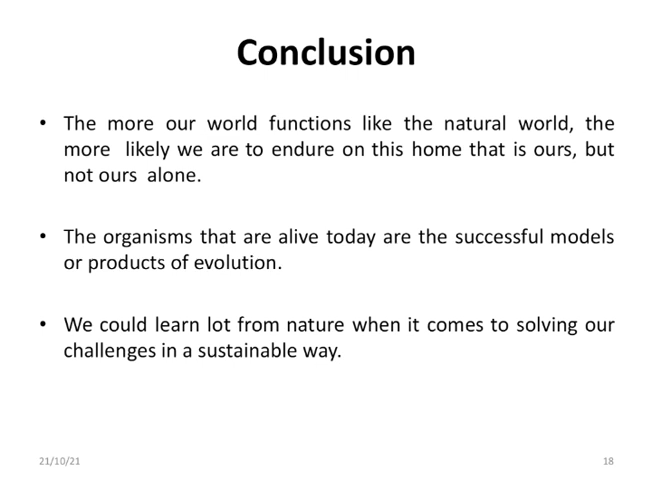 Conclusion
• The more our world functions like the natural world, the
more likely we are to endure on this home that is ours, but
not ours alone.
• The organisms that are alive today are the successful models
or products of evolution.
• We could learn lot from nature when it comes to solving our
challenges in a sustainable way.
21/10/21
18